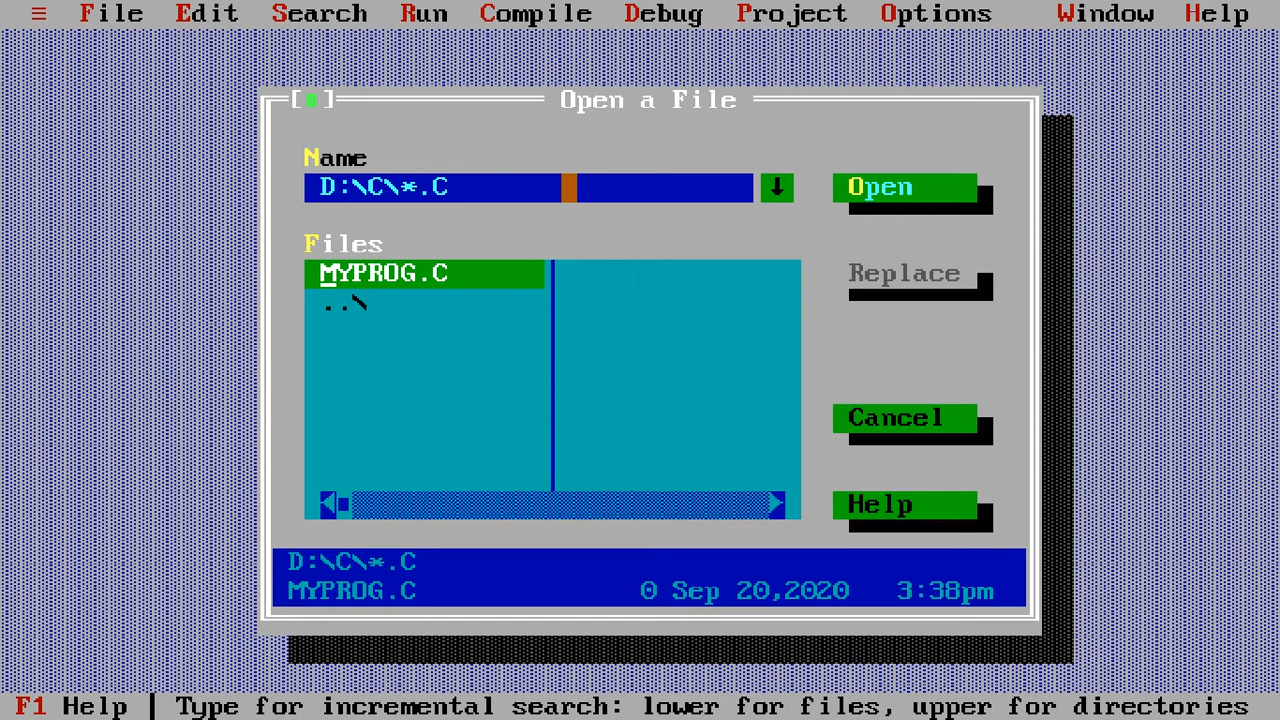 ≡ File Edit Search Run Compile Debug Project Options Window Help
[■] Open a File
Name
D:\C\*.C ↓ Open
Files
MYPROG.C Replace
..\
Cancel
Help
D:\C\*.C
MYPROG.C 0 Sep 20,2020 3:38pm
F1 Help | Type for incremental search: lower for files, upper for directories